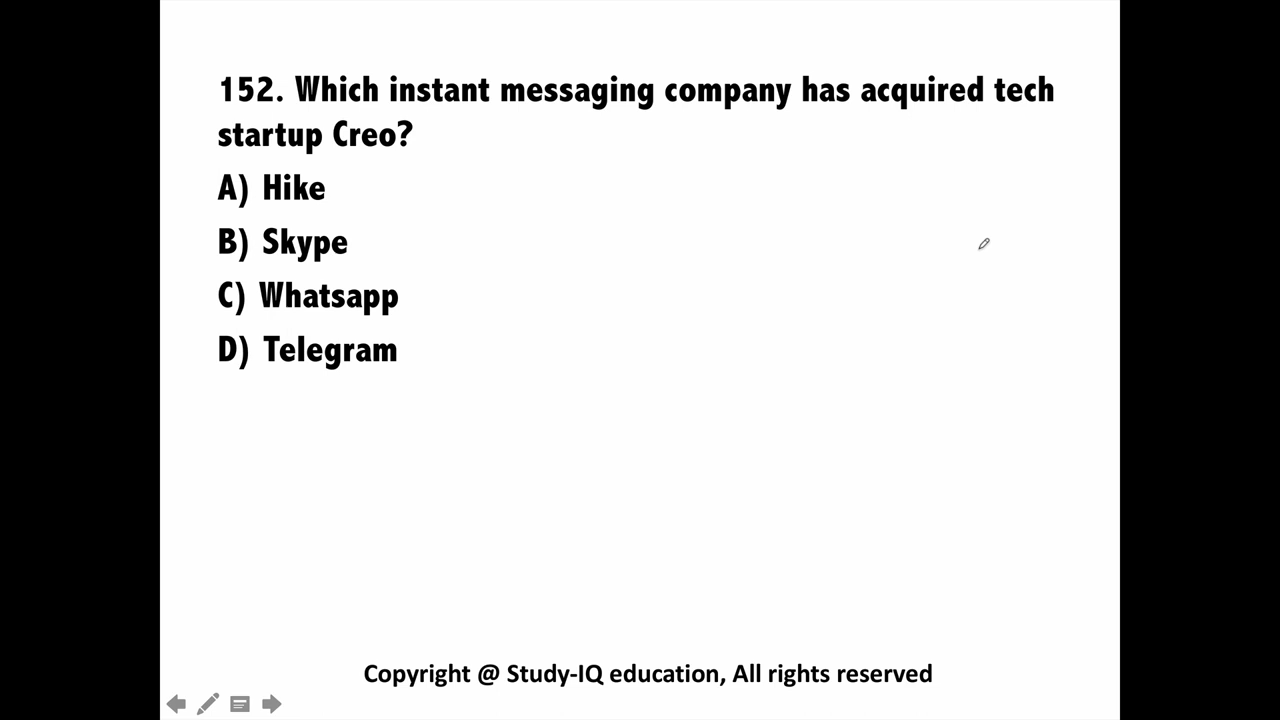 152. Which instant messaging company has acquired tech
startup Creo?
A) Hike
B) Skype
C) Whatsapp
D) Telegram
Copyright @ Study-IQ education, All rights reserved